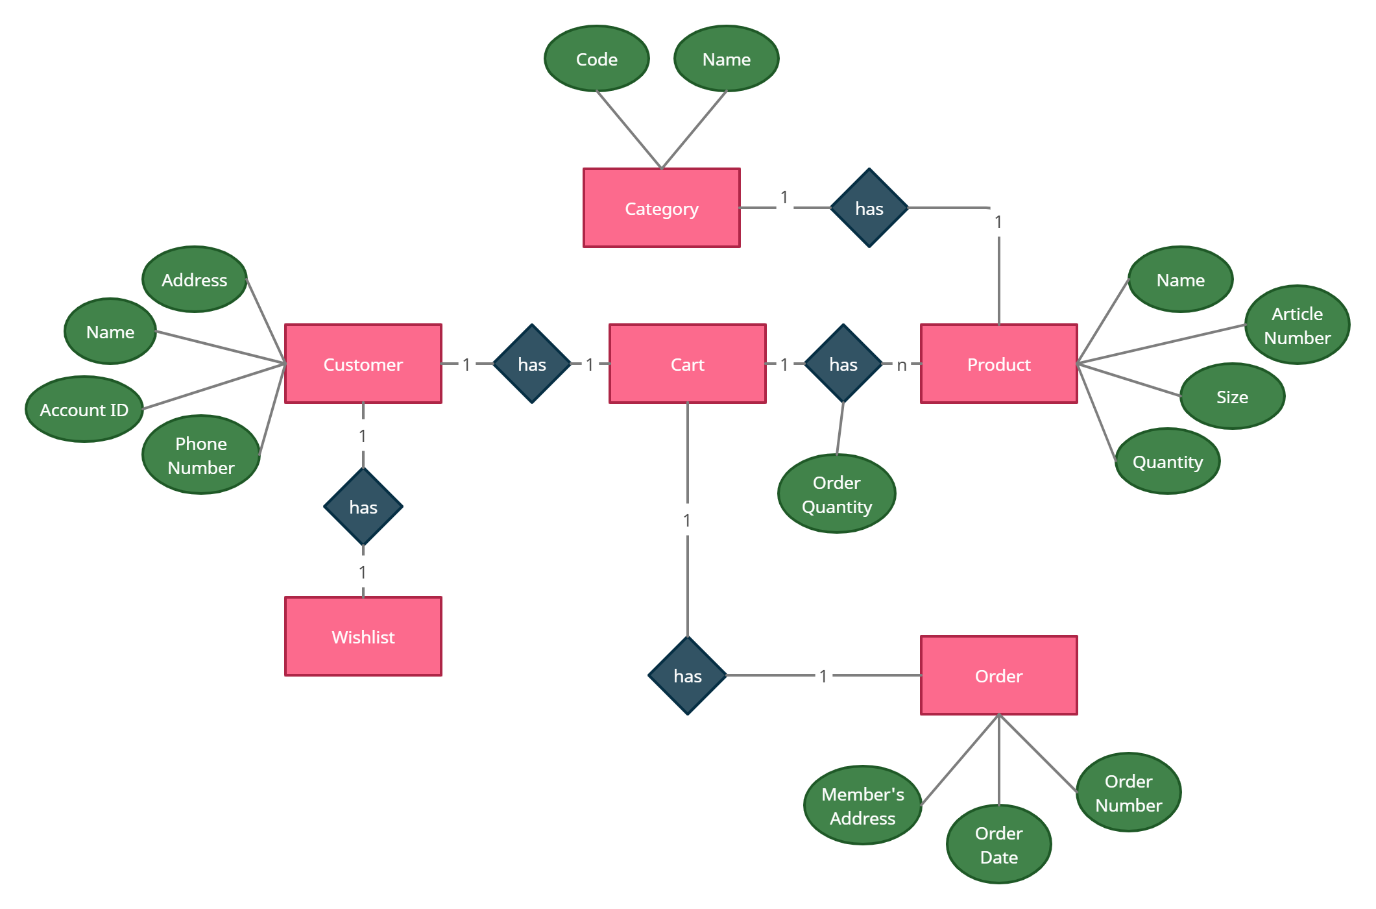 Code
Name
Category
1
has
1
Address
Name
Account ID
Phone
Number
Customer
1
has
1
Cart
1
has
n
Product
Name
Article
Number
Size
Quantity
Order
Quantity
1
has
1
Wishlist
1
has
1
Order
Member's
Address
Order
Date
Order
Number